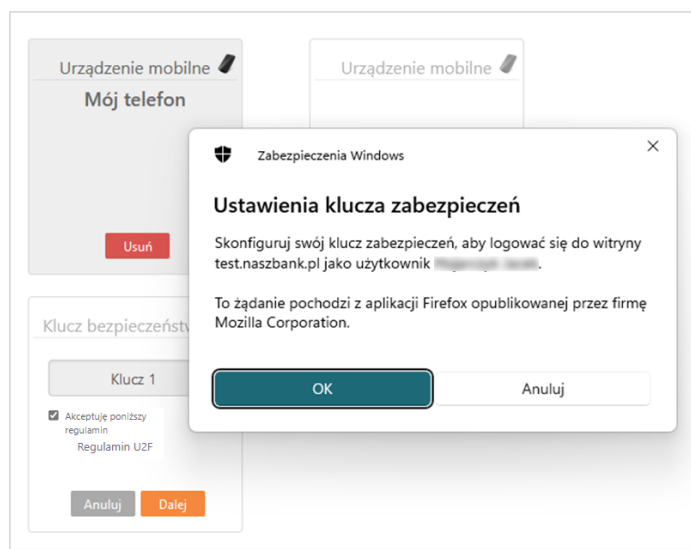 Urządzenie mobilne
Mój telefon
Usuń
Urządzenie mobilne
Zabezpieczenia Windows
Ustawienia klucza zabezpieczeń
Skonfiguruj swój klucz zabezpieczeń, aby logować się do witryny
test.naszbank.pl jako użytkownik .
To żądanie pochodzi z aplikacji Firefox opublikowanej przez firmę
Mozilla Corporation.
OK
Anuluj
Klucz bezpieczeństw
Klucz 1
Akceptuję poniższy
regulamin
Regulamin U2F
Anuluj
Dalej